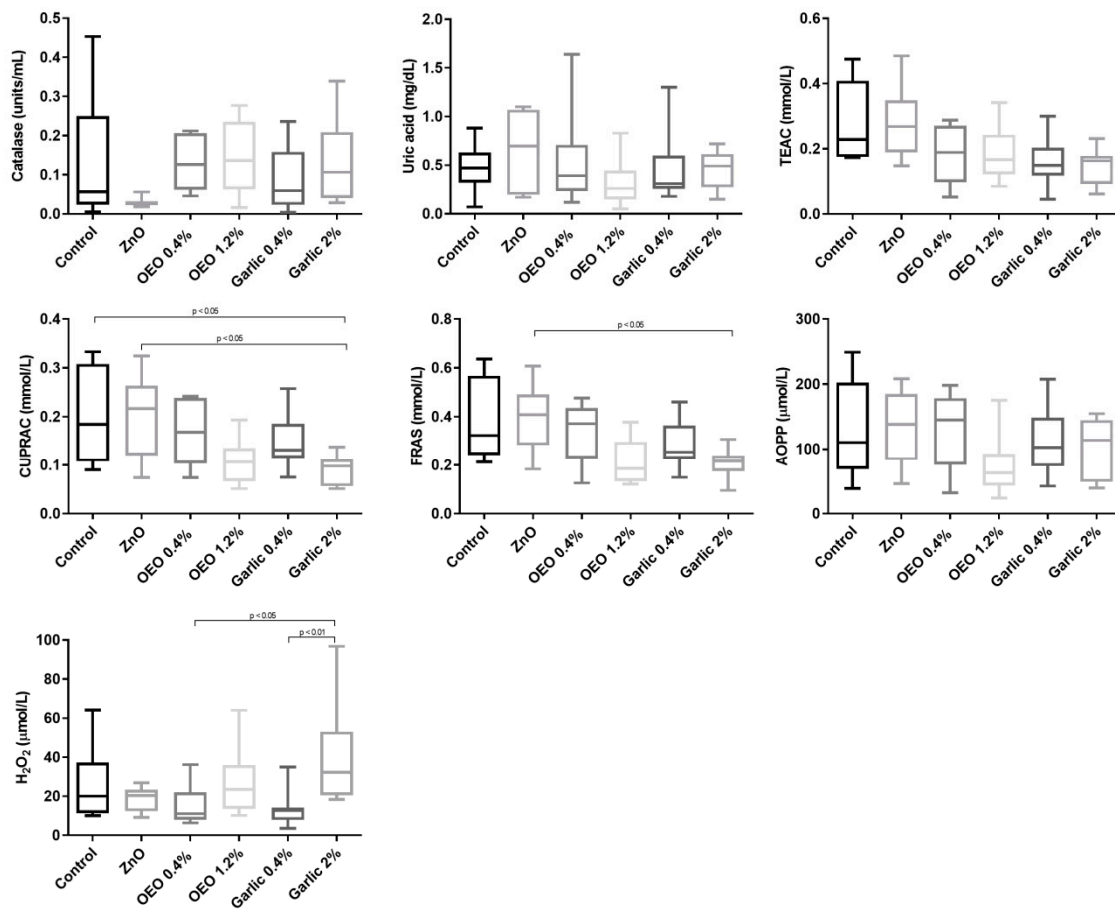 Catalase (units/mL)
0.5
0.4
0.3
0.2
0.1
0.0
Control
ZnO
OEO 0.4%
OEO 1.2%
Garlic 0.4%
Garlic 2%
Uric acid (mg/dL)
2.0
1.5
1.0
0.5
0.0
Control
ZnO
OEO 0.4%
OEO 1.2%
Garlic 0.4%
Garlic 2%
TEAC (mmol/L)
0.6
0.4
0.2
0.0
Control
ZnO
OEO 0.4%
OEO 1.2%
Garlic 0.4%
Garlic 2%
CUPRAC (mmol/L)
0.4
0.3
0.2
0.1
0.0
p < 0.05
p < 0.05
Control
ZnO
OEO 0.4%
OEO 1.2%
Garlic 0.4%
Garlic 2%
FRAS (mmol/L)
0.8
0.6
0.4
0.2
0.0
p < 0.05
Control
ZnO
OEO 0.4%
OEO 1.2%
Garlic 0.4%
Garlic 2%
AOPP (µmol/L)
300
200
100
0
Control
ZnO
OEO 0.4%
OEO 1.2%
Garlic 0.4%
Garlic 2%
H₂O₂ (µmol/L)
100
80
60
40
20
0
p < 0.05
p < 0.01
Control
ZnO
OEO 0.4%
OEO 1.2%
Garlic 0.4%
Garlic 2%